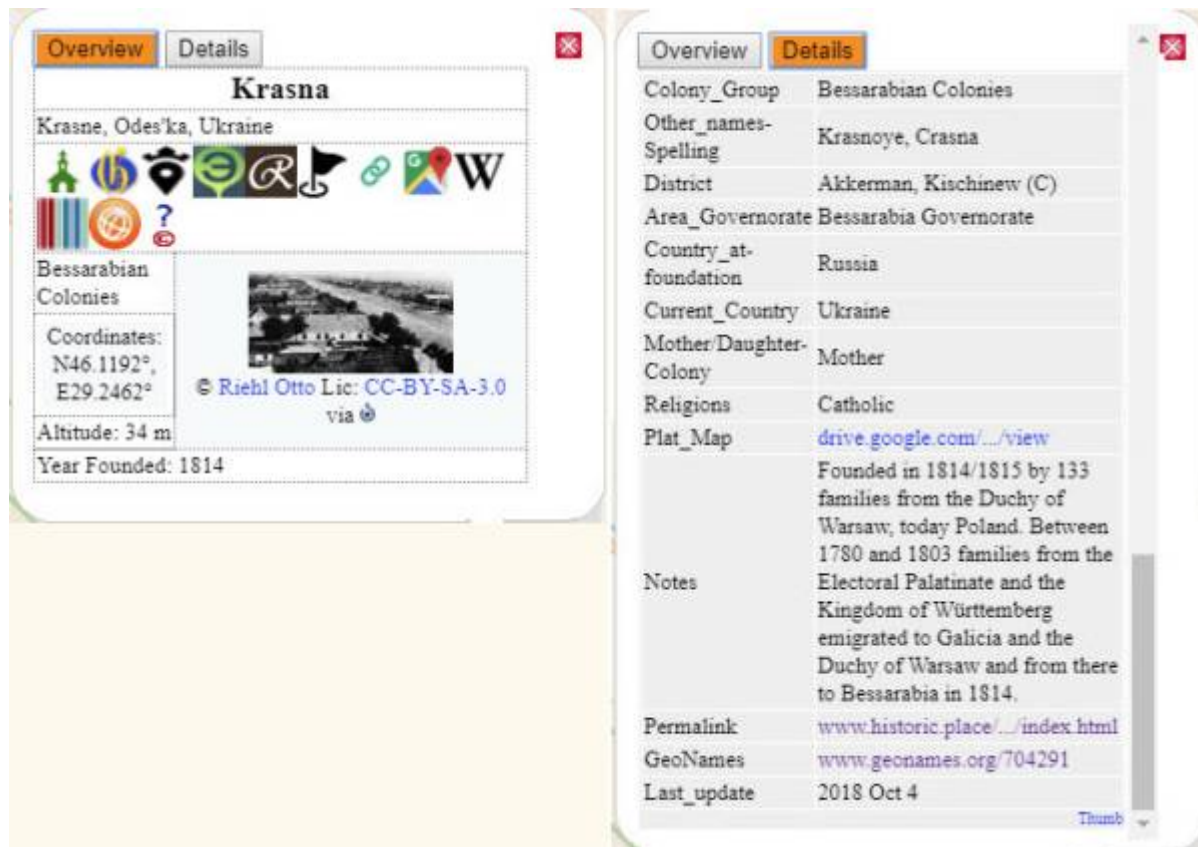 Overview Details
Krasna
Krasne, Odes'ka, Ukraine
W
?
Bessarabian
Colonies
Coordinates:
N46.1192°,
E29.2462°
Altitude: 34 m
© Riehl Otto Lic: CC-BY-SA-3.0
via
Year Founded: 1814
Overview Details
Colony_Group Bessarabian Colonies
Other_names-
Spelling
Krasnoye, Crasna
District Akkerman, Kischinew (C)
Area_Governorate Bessarabia Governorate
Country_at-
foundation
Russia
Current_Country Ukraine
Mother/Daughter-
Colony
Mother
Religions Catholic
Plat_Map drive.google.com/.../view
Notes
Founded in 1814/1815 by 133
families from the Duchy of
Warsaw, today Poland. Between
1780 and 1803 families from the
Electoral Palatinate and the
Kingdom of Württemberg
emigrated to Galicia and the
Duchy of Warsaw and from there
to Bessarabia in 1814.
Permalink www.historic.place/.../index.html
GeoNames www.geonames.org/704291
Last_update 2018 Oct 4
Thumb